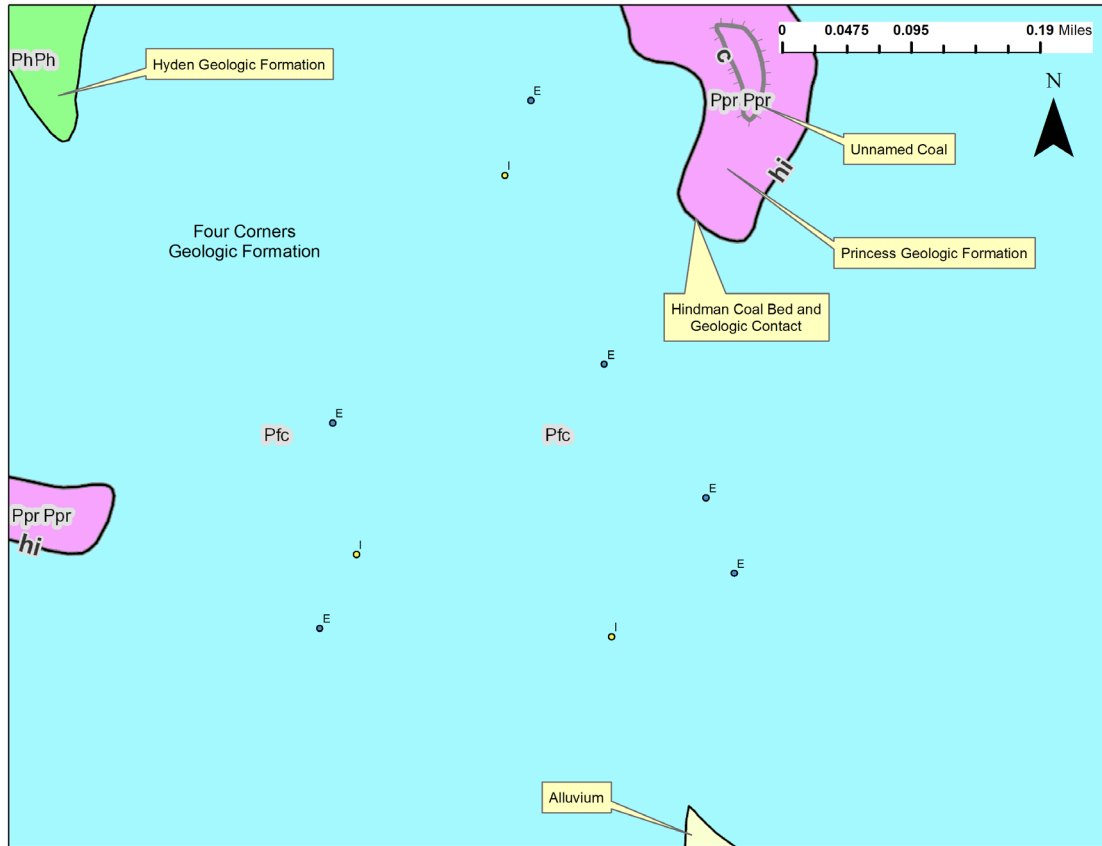 0 0.0475 0.095 0.19 Miles
PhPh
Hyden Geologic Formation
c
N
E
Ppr Ppr
Unnamed Coal
I
hi
Four Corners
Geologic Formation
Princess Geologic Formation
Hindman Coal Bed and
Geologic Contact
E
E
Pfc
Pfc
E
Ppr Ppr
hi
I
E
E
I
Alluvium